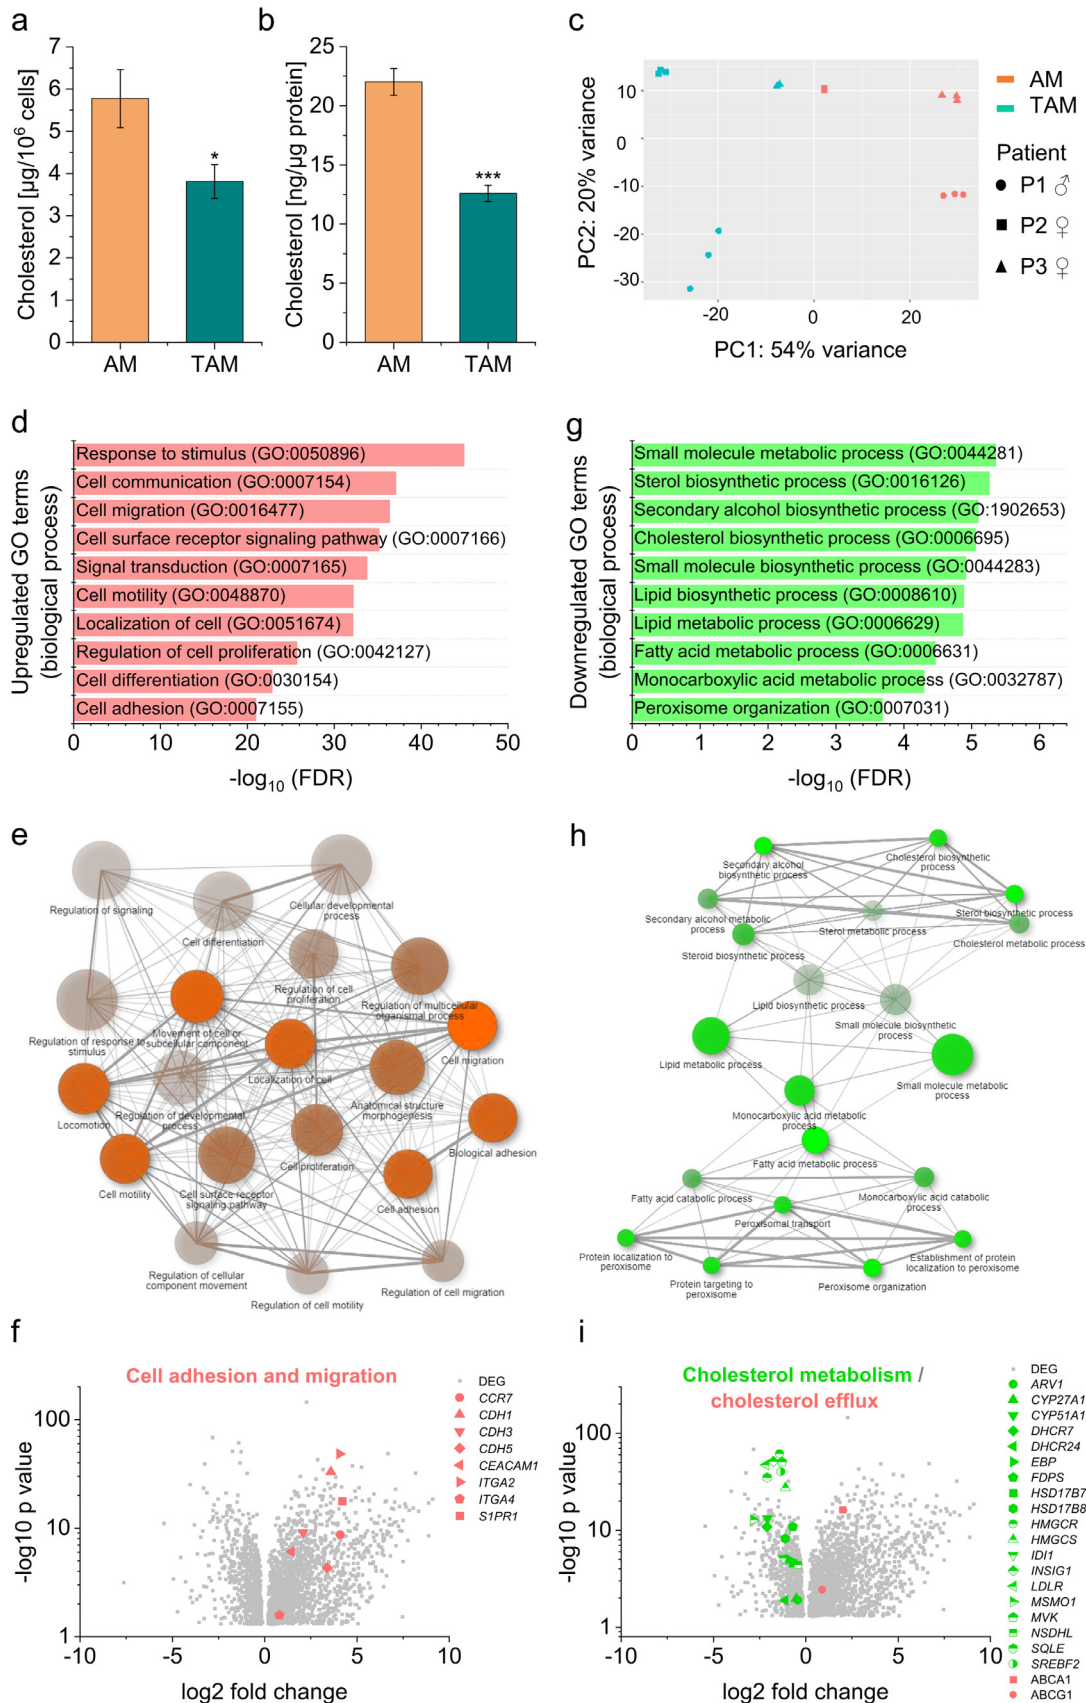 a
b
c
Cholesterol [µg/10⁶ cells]
7
6
5
4
3
2
1
0
*
AM
TAM
Cholesterol [ng/µg protein]
25
20
15
10
5
0
***
AM
TAM
PC2: 20% variance
10
0
-10
-20
-30
-20
0
20
PC1: 54% variance
AM
TAM
Patient
P1 ♂
P2 ♀
P3 ♀
d
Upregulated GO terms
(biological process)
Response to stimulus (GO:0050896)
Cell communication (GO:0007154)
Cell migration (GO:0016477)
Cell surface receptor signaling pathway (GO:0007166)
Signal transduction (GO:0007165)
Cell motility (GO:0048870)
Localization of cell (GO:0051674)
Regulation of cell proliferation (GO:0042127)
Cell differentiation (GO:0030154)
Cell adhesion (GO:0007155)
0 10 20 30 40 50
-log₁₀ (FDR)
g
Downregulated GO terms
(biological process)
Small molecule metabolic process (GO:0044281)
Sterol biosynthetic process (GO:0016126)
Secondary alcohol biosynthetic process (GO:1902653)
Cholesterol biosynthetic process (GO:0006695)
Small molecule biosynthetic process (GO:0044283)
Lipid biosynthetic process (GO:0008610)
Lipid metabolic process (GO:0006629)
Fatty acid metabolic process (GO:0006631)
Monocarboxylic acid metabolic process (GO:0032787)
Peroxisome organization (GO:0007031)
0 1 2 3 4 5 6
-log₁₀ (FDR)
e
Regulation of signaling
Cell differentiation
Cellular developmental
process
Regulation of cell
proliferation
Regulation of multicellular
organismal process
Regulation of response to
stimulus
Movement of cell or
subcellular component
Localization of cell
Cell migration
Locomotion
Regulation of developmental
process
Anatomical structure
morphogenesis
Biological adhesion
Cell motility
Cell surface receptor
signaling pathway
Cell proliferation
Cell adhesion
Regulation of cellular
component movement
Regulation of cell motility
Regulation of cell migration
h
Secondary alcohol
biosynthetic process
Cholesterol biosynthetic
process
Secondary alcohol metabolic
process
Sterol metabolic process
Sterol biosynthetic process
Steroid biosynthetic process
Cholesterol metabolic process
Lipid biosynthetic process
Small molecule biosynthetic
process
Lipid metabolic process
Small molecule metabolic
process
Monocarboxylic acid metabolic
process
Fatty acid metabolic process
Fatty acid catabolic process
Monocarboxylic acid catabolic
process
Peroxisomal transport
Protein localization to
peroxisome
Establishment of protein
localization to peroxisome
Protein targeting to
peroxisome
Peroxisome organization
f
Cell adhesion and migration
-log10 p value
100
10
1
-10 -5 0 5 10
log2 fold change
DEG
CCR7
CDH1
CDH3
CDH5
CEACAM1
ITGA2
ITGA4
S1PR1
i
Cholesterol metabolism /
cholesterol efflux
-log10 p value
100
10
1
-10 -5 0 5 10
log2 fold change
DEG
ARV1
CYP27A1
CYP51A1
DHCR7
DHCR24
EBP
FDPS
HSD17B7
HSD17B8
HMGCR
HMGCS
IDI1
INSIG1
LDLR
MSMO1
MVK
NSDHL
SQLE
SREBF2
ABCA1
ABCG1